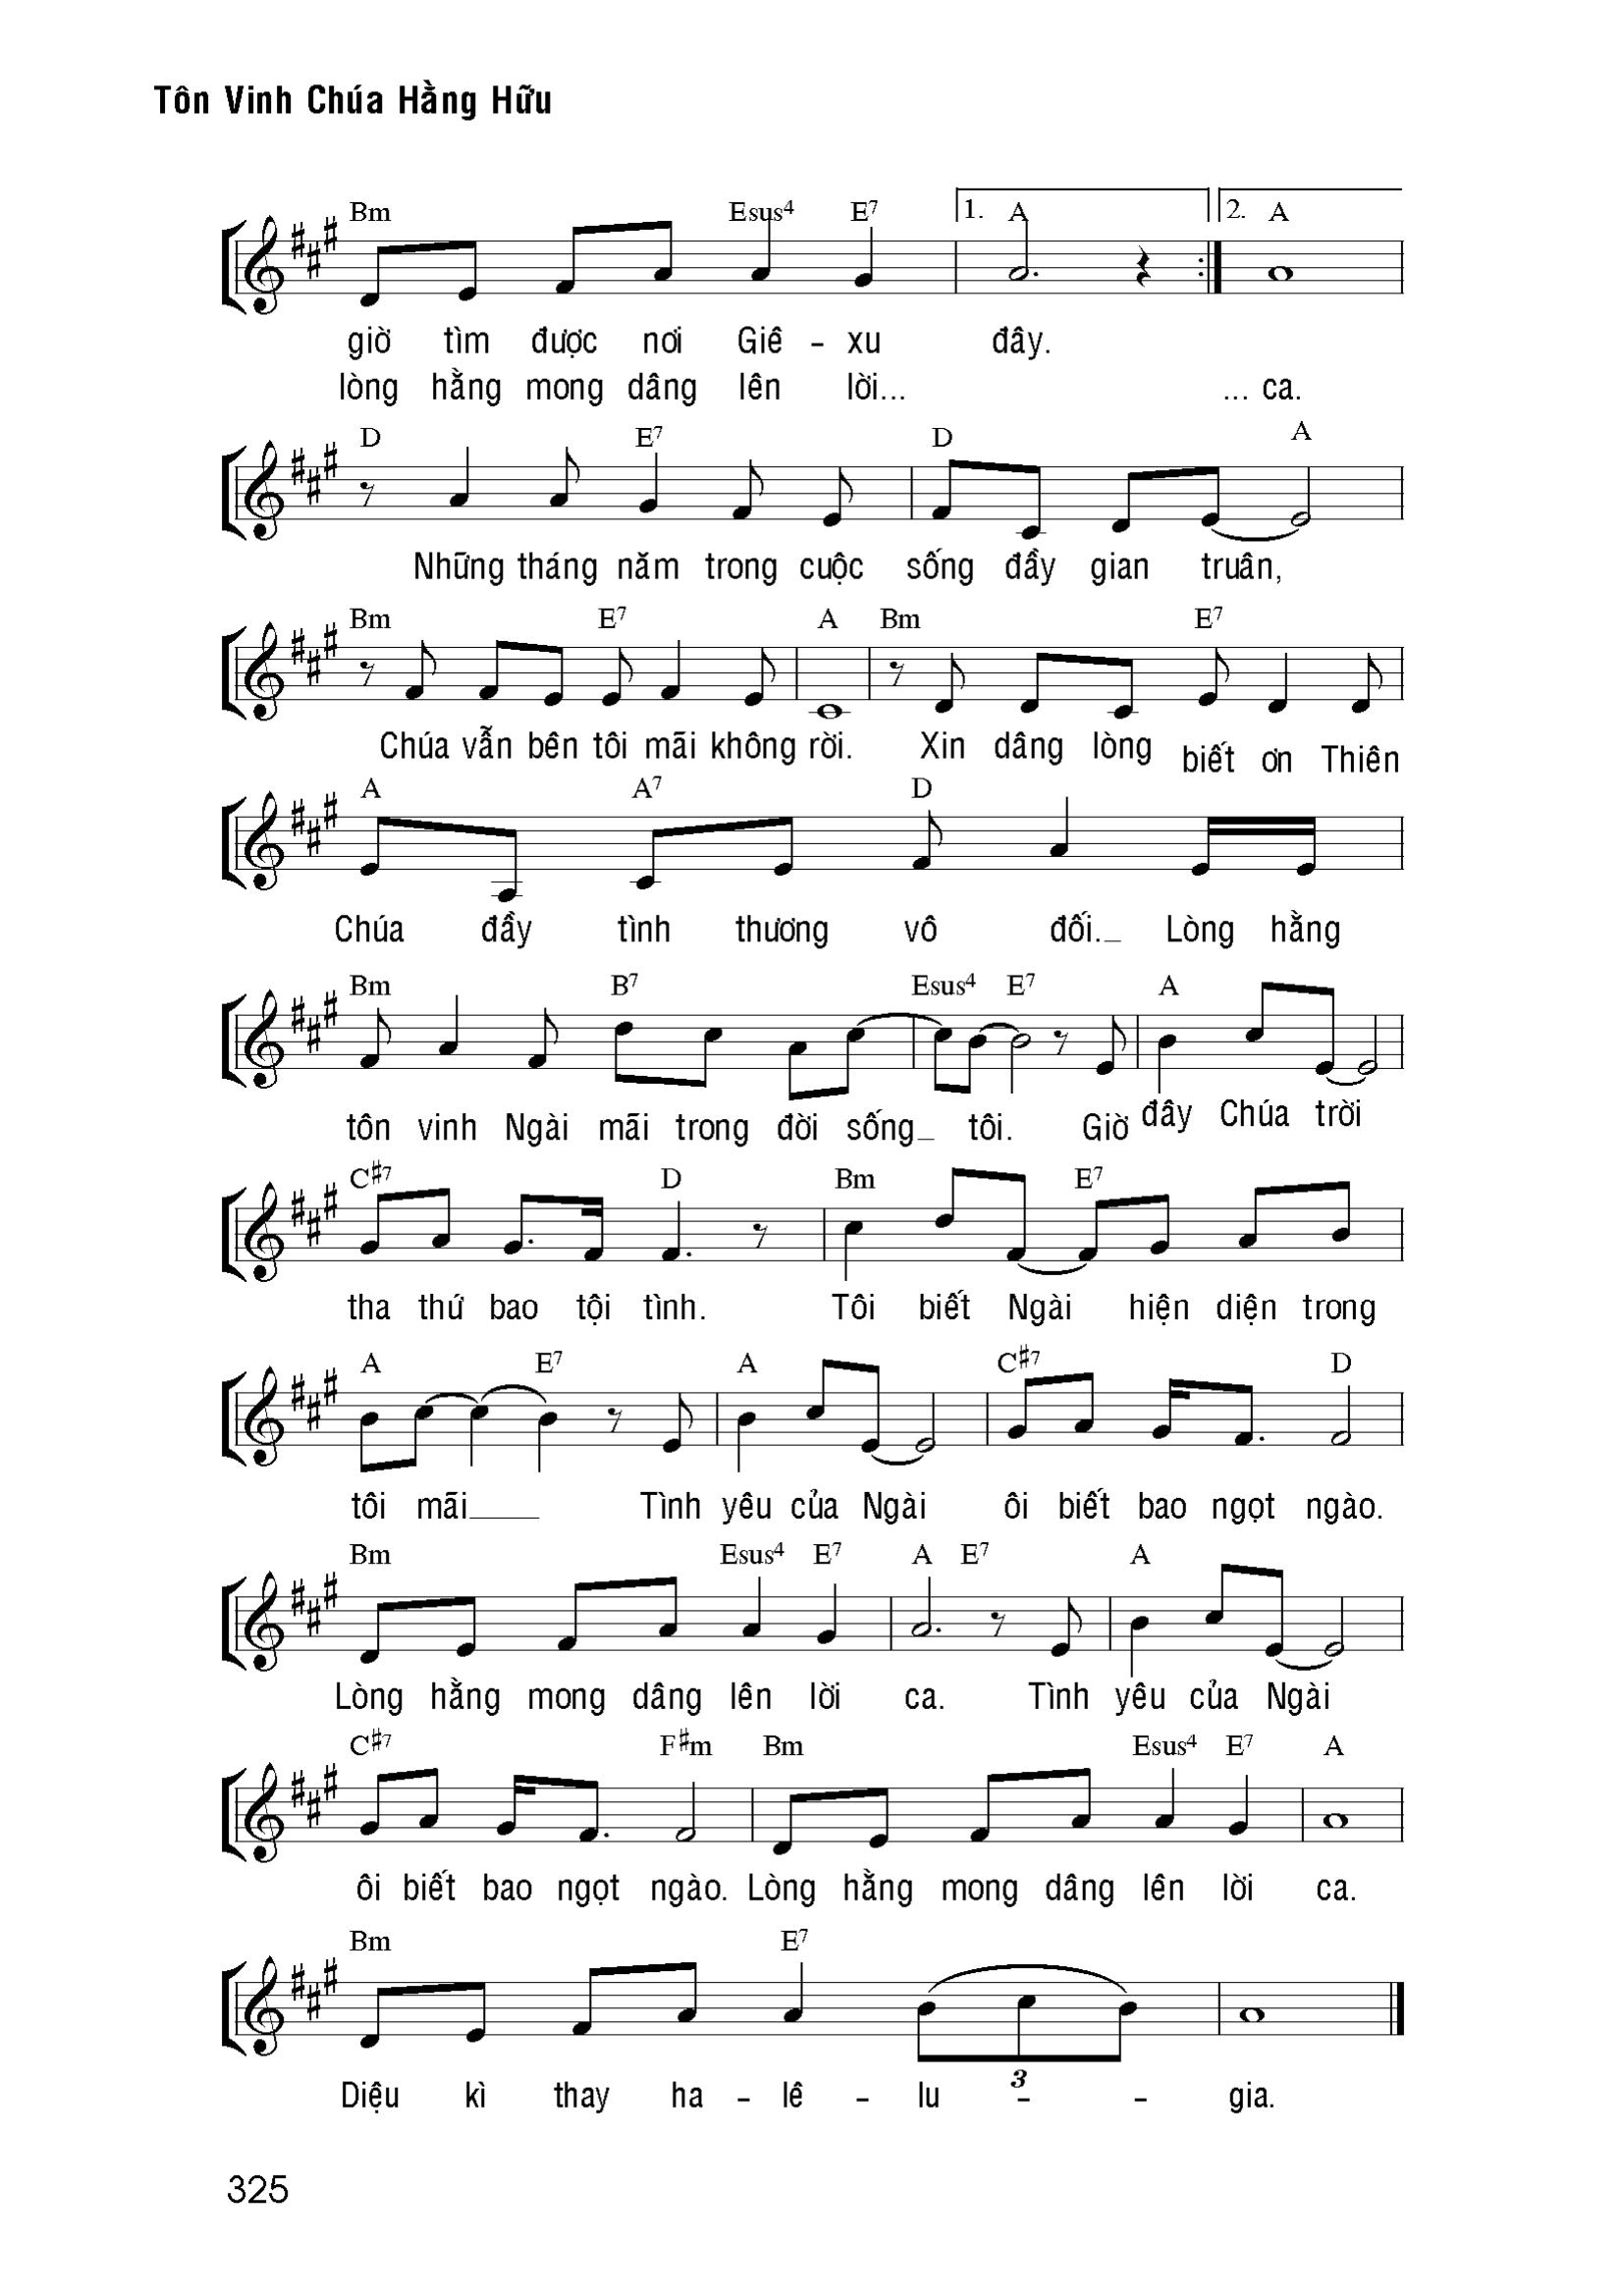 Tôn Vinh Chúa Hằng Hữu
Bm Esus4 E7 1. A 2. A
giờ tìm được nơi Giê - xu đây.
lòng hằng mong dâng lên lời... ... ca.
D E7 D A
Những tháng năm trong cuộc sống đầy gian truân,
Bm E7 A Bm E7
Chúa vẫn bên tôi mãi không rời. Xin dâng lòng biết ơn Thiên
A A7 D
Chúa đầy tình thương vô đối. Lòng hằng
Bm B7 Esus4 E7 A
tôn vinh Ngài mãi trong đời sống tôi. Giờ đây Chúa trời
C#7 D Bm E7
tha thứ bao tội tình. Tôi biết Ngài hiện diện trong
A E7 A C#7 D
tôi mãi Tình yêu của Ngài ôi biết bao ngọt ngào.
Bm Esus4 E7 A E7 A
Lòng hằng mong dâng lên lời ca. Tình yêu của Ngài
C#7 F#m Bm Esus4 E7 A
ôi biết bao ngọt ngào. Lòng hằng mong dâng lên lời ca.
Bm E7
3
Diệu kì thay ha - lê - lu - - gia.
325